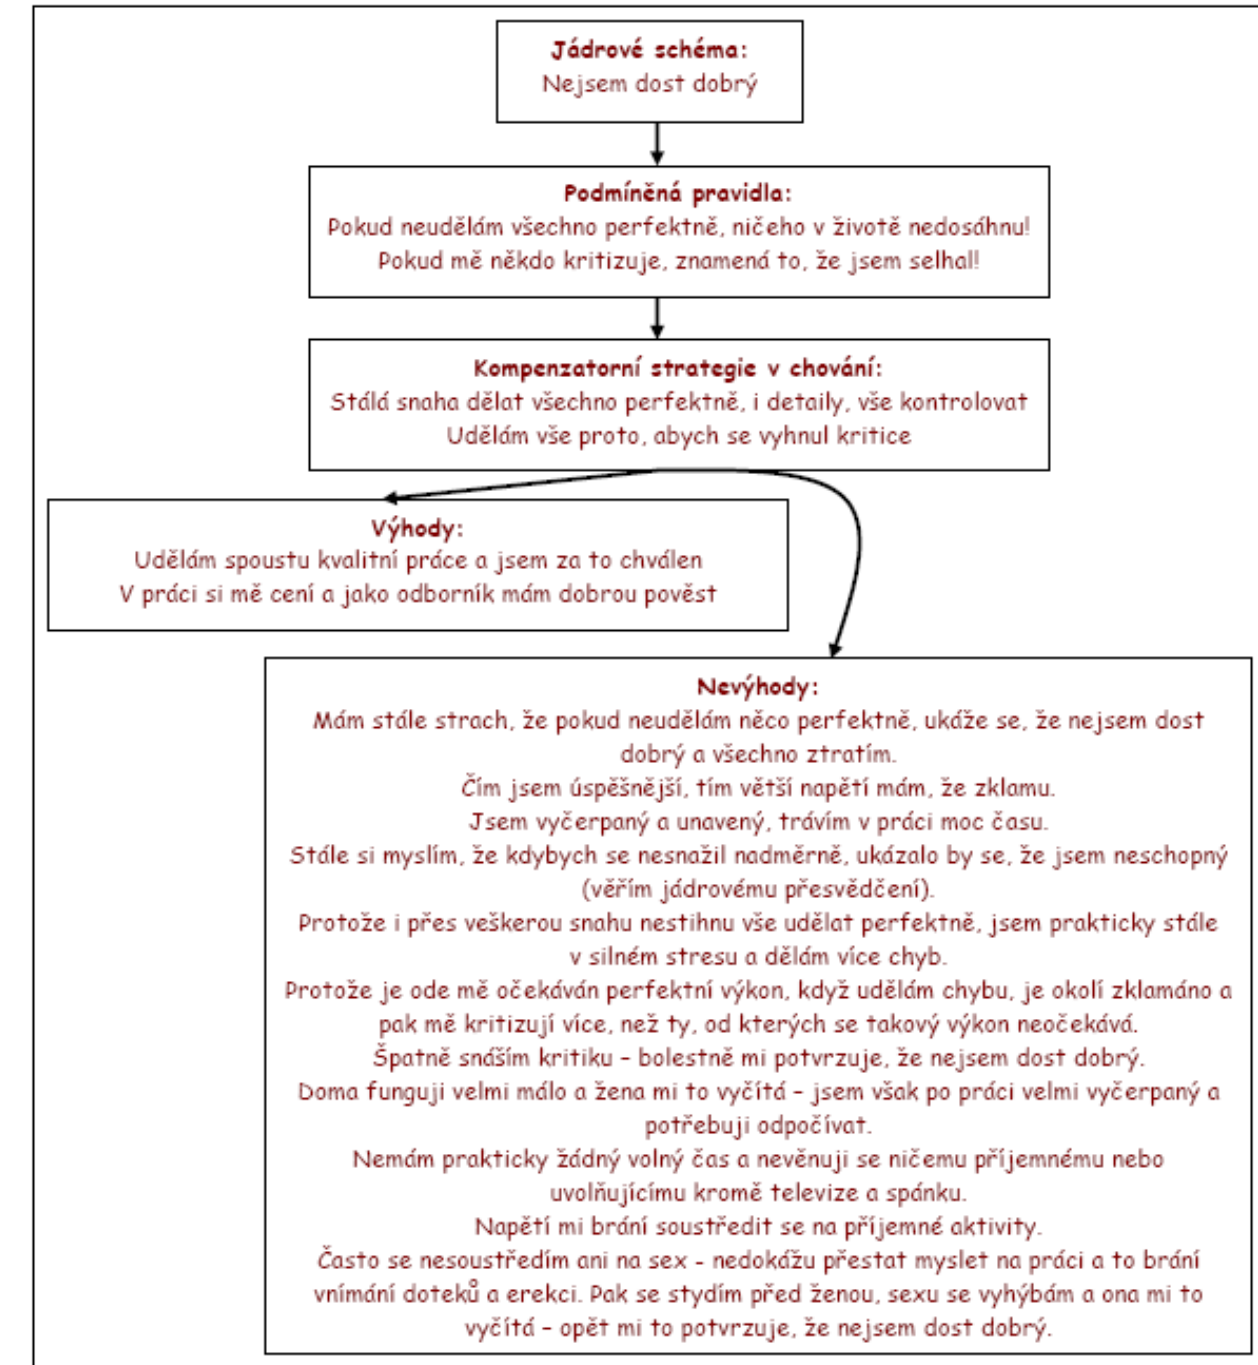 Jádrové schéma:
Nejsem dost dobrý
Podmíněná pravidla:
Pokud neudělám všechno perfektně, ničeho v životě nedosáhnu!
Pokud mě někdo kritizuje, znamená to, že jsem selhal!
Kompenzatorní strategie v chování:
Stálá snaha dělat všechno perfektně, i detaily, vše kontrolovat
Udělám vše proto, abych se vyhnul kritice
Výhody:
Udělám spoustu kvalitní práce a jsem za to chválen
V práci si mě cení a jako odborník mám dobrou pověst
Nevýhody:
Mám stále strach, že pokud neudělám něco perfektně, ukáže se, že nejsem dost
dobrý a všechno ztratím.
Čím jsem úspěšnější, tím větší napětí mám, že zklamu.
Jsem vyčerpaný a unavený, trávím v práci moc času.
Stále si myslím, že kdybych se nesnažil nadměrně, ukázalo by se, že jsem neschopný
(věřím jádrovému přesvědčení).
Protože i přes veškerou snahu nestihnu vše udělat perfektně, jsem prakticky stále
v silném stresu a dělám více chyb.
Protože je ode mě očekáván perfektní výkon, když udělám chybu, je okolí zklamáno a
pak mě kritizují více, než ty, od kterých se takový výkon neočekává.
Špatně snáším kritiku – bolestně mi potvrzuje, že nejsem dost dobrý.
Doma funguji velmi málo a žena mi to vyčítá – jsem však po práci velmi vyčerpaný a
potřebuji odpočívat.
Nemám prakticky žádný volný čas a nevěnuji se ničemu příjemnému nebo
uvolňujícímu kromě televize a spánku.
Napětí mi brání soustředit se na příjemné aktivity.
Často se nesoustředím ani na sex - nedokážu přestat myslet na práci a to brání
vnímání doteků a erekci. Pak se stydím před ženou, sexu se vyhýbám a ona mi to
vyčítá – opět mi to potvrzuje, že nejsem dost dobrý.